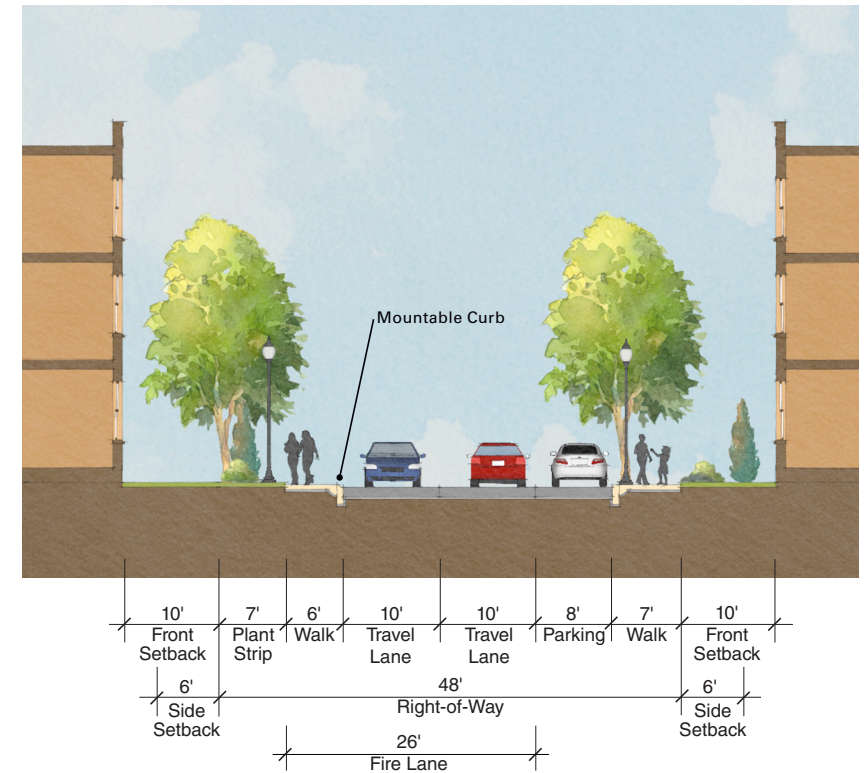 Mountable Curb
10' 7' 6' 10' 10' 8' 7' 10'
Front Plant Walk Travel Travel Parking Walk Front
Setback Strip Lane Lane Setback
6' 48' 6'
Side Right-of-Way Side
Setback Setback
26'
Fire Lane